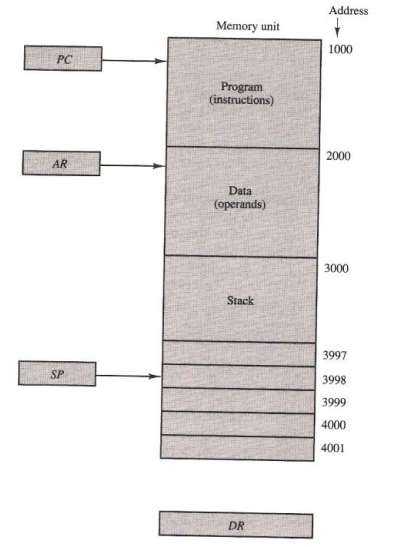 Address
Memory unit
1000
PC
Program
(instructions)
2000
AR
Data
(operands)
3000
Stack
3997
SP
3998
3999
4000
4001
DR